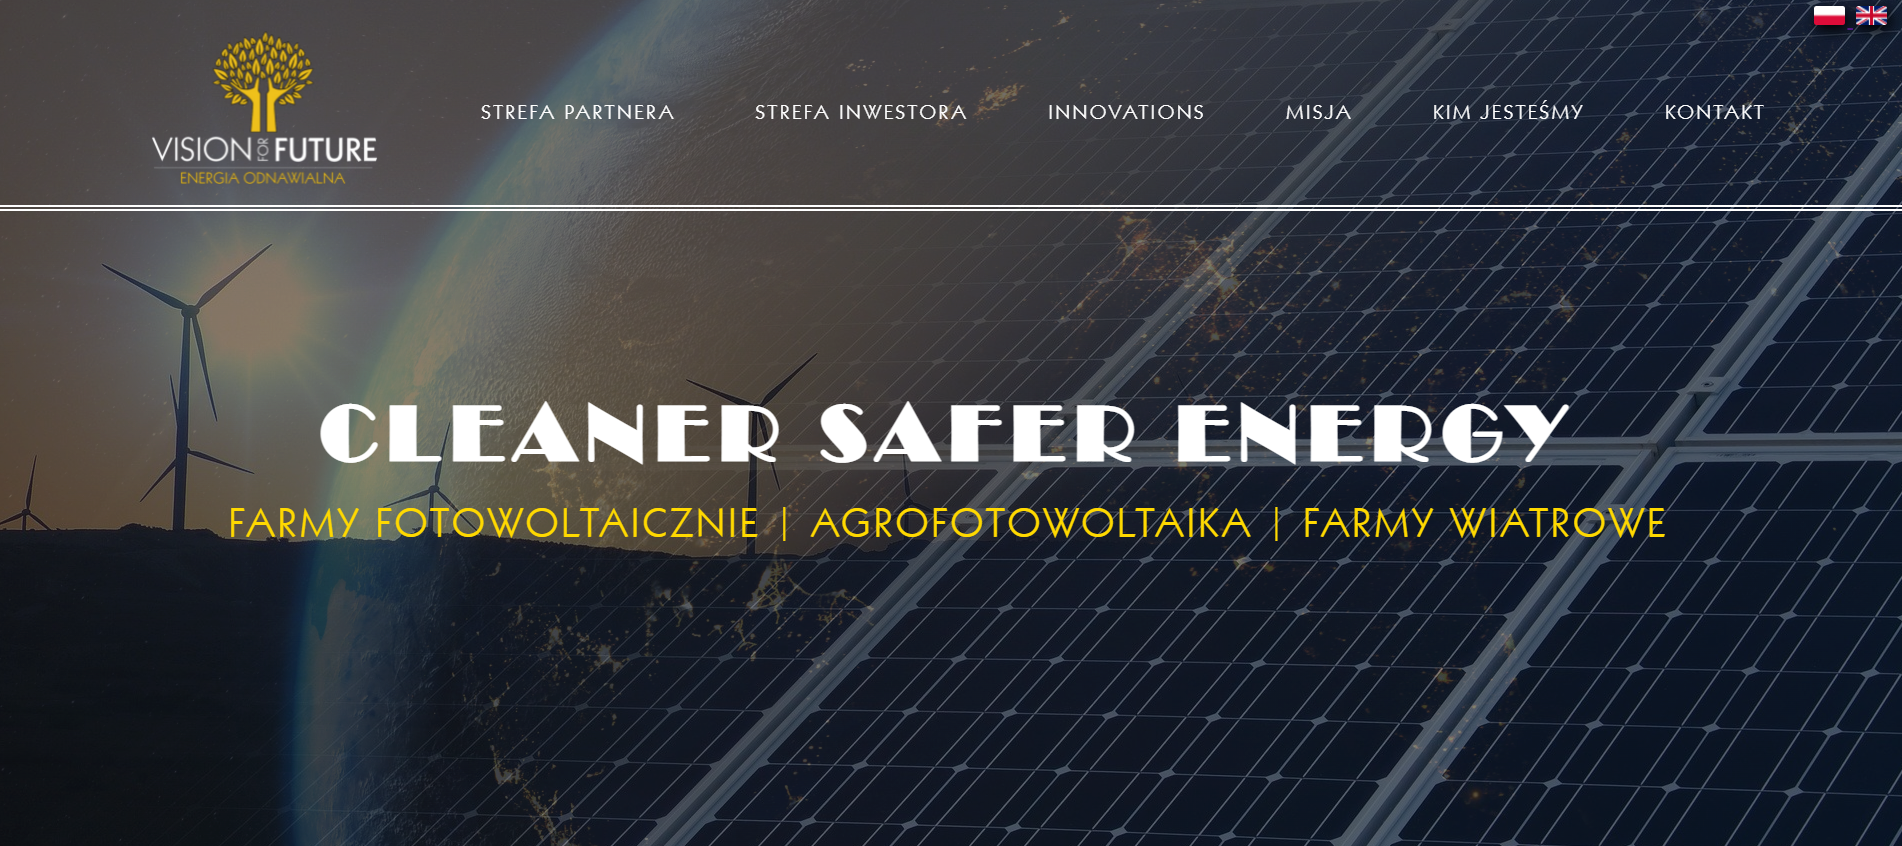 VISION FOR FUTURE
ENERGIA ODNAWIALNA
STREFA PARTNERA
STREFA INWESTORA
INNOVATIONS
MISJA
KIM JESTEŚMY
KONTAKT
CLEANER SAFER ENERGY
FARMY FOTOWOLTAICZNIE | AGROFOTOWOLTAIKA | FARMY WIATROWE